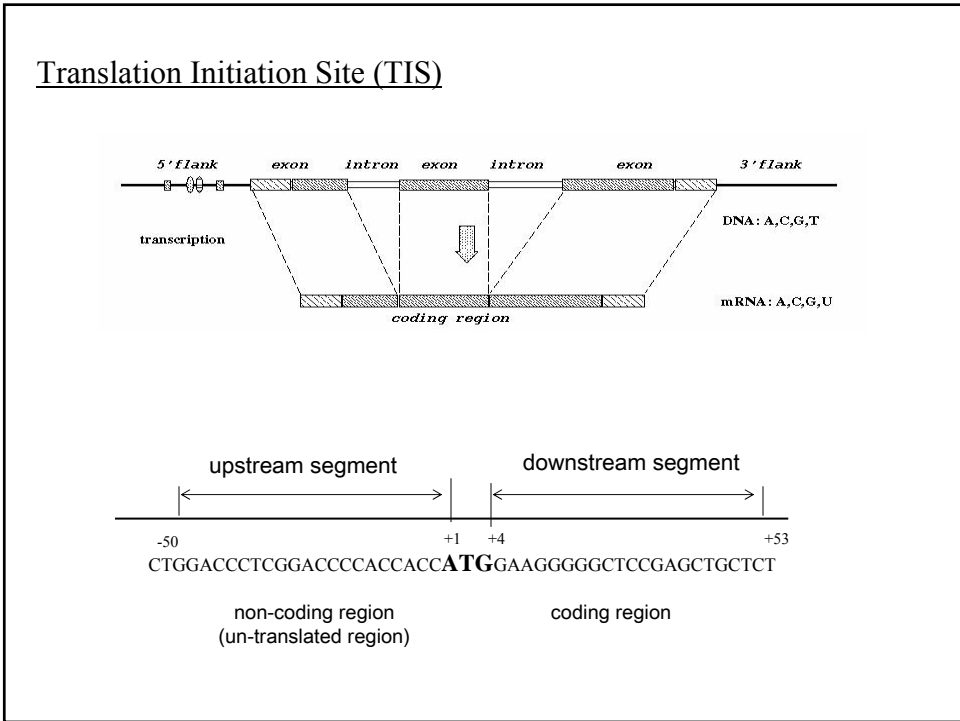 Translation Initiation Site (TIS)
5'flank exon intron exon intron exon 3'flank
DNA: A,C,G,T
transcription
mRNA: A,C,G,U
coding region
upstream segment downstream segment
-50 +1 +4 +53
CTGGACCCTCGGACCCCACCACCATGGAAGGGGGCTCCGAGCTGCTCT
non-coding region coding region
(un-translated region)